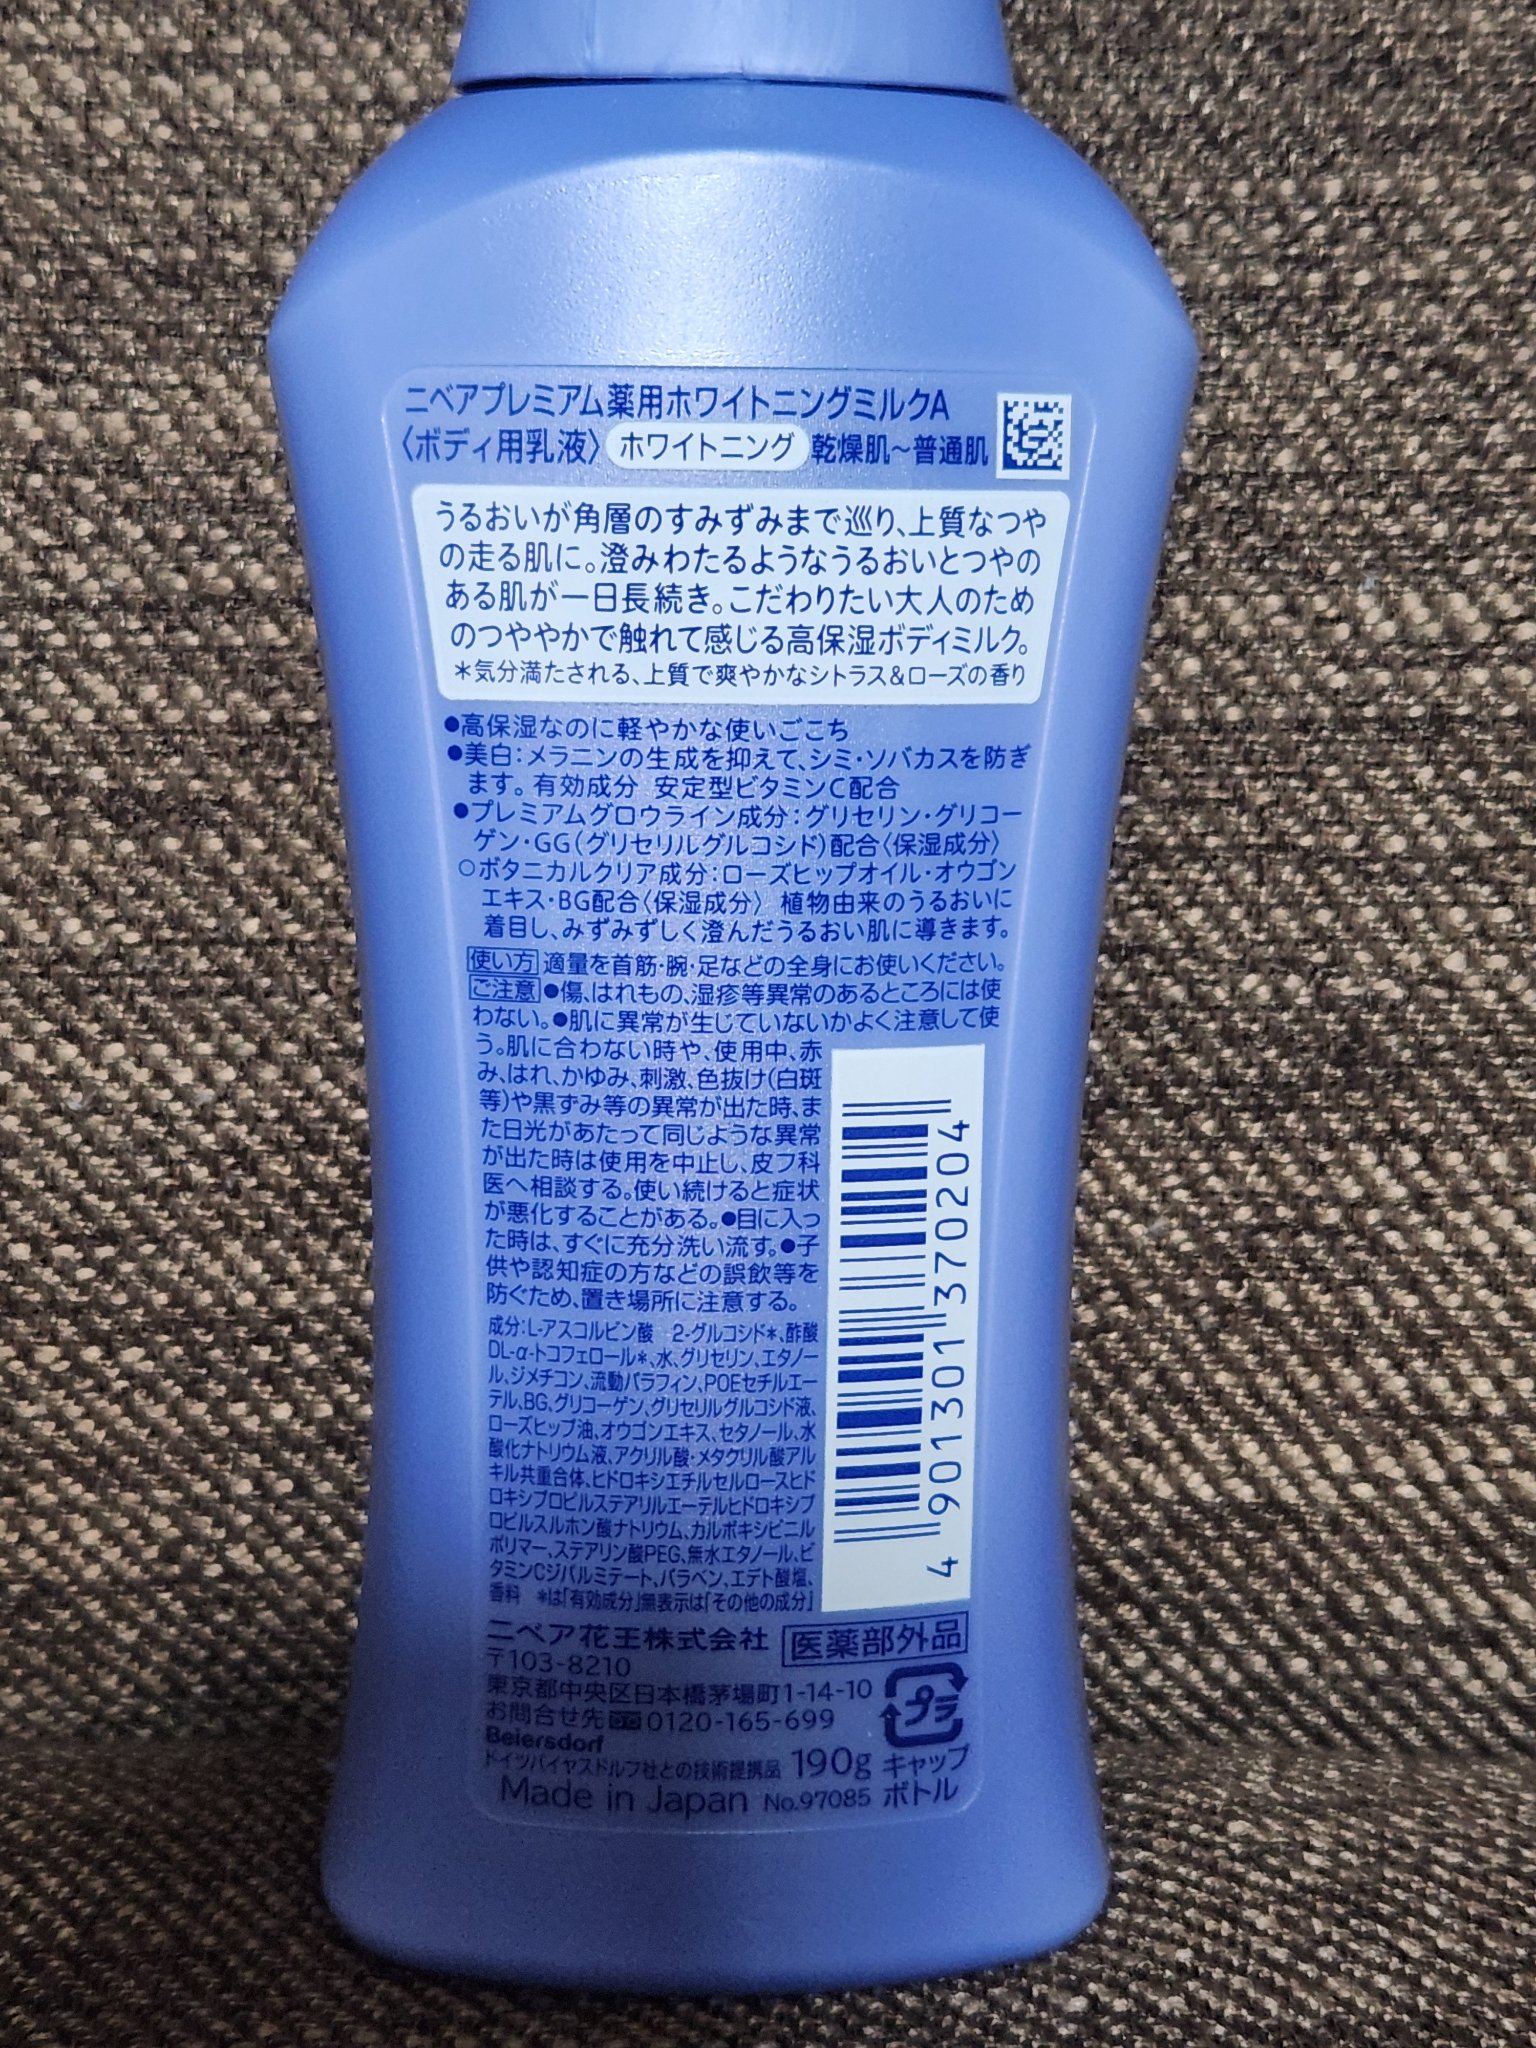 ニベアプレミアム薬用ホワイトニングミルクA
〈ボディ用乳液〉 ホワイトニング 乾燥肌～普通肌
うるおいが角層のすみずみまで巡り、上質なつや
の走る肌に。澄みわたるようなうるおいとつやの
ある肌が一日長続き。こだわりたい大人のため
のつややかで触れて感じる高保湿ボディミルク。
＊気分満たされる、上質で爽やかなシトラス&ローズの香り
●高保湿なのに軽やかな使いごこち
●美白：メラニンの生成を抑えて、シミ・ソバカスを防ぎ
ます。有効成分 安定型ビタミンC配合
●プレミアムグロウライン成分：グリセリン・グリコー
ゲン・GG(グリセリルグルコシド)配合〈保湿成分〉
○ボタニカルクリア成分：ローズヒップオイル・オウゴン
エキス・BG配合〈保湿成分〉 植物由来のうるおいに
着目し、みずみずしく澄んだうるおい肌に導きます。
使い方 適量を首筋・腕・足などの全身にお使いください。
ご注意 ●傷、はれもの、湿疹等異常のあるところには使
わない。●肌に異常が生じていないかよく注意して使
う。肌に合わない時や、使用中、赤
み、はれ、かゆみ、刺激、色抜け(白斑
等)や黒ずみ等の異常が出た時、ま
た日光があたって同じような異常
が出た時は使用を中止し、皮フ科
医へ相談する。使い続けると症状
が悪化することがある。●目に入っ
た時は、すぐに充分洗い流す。●子
供や認知症の方などの誤飲等を
防ぐため、置き場所に注意する。
成分：L-アスコルビン酸 2-グルコシド＊、酢酸
DL-α-トコフェロール＊、水、グリセリン、エタノー
ル、ジメチコン、流動パラフィン、POEセチルエー
テル、BG、グリコーゲン、グリセリルグルコシド液、
ローズヒップ油、オウゴンエキス、セタノール、水
酸化ナトリウム液、アクリル酸・メタクリル酸アル
キル共重合体、ヒドロキシエチルセルロースヒド
ロキシプロピルステアリルエーテルヒドロキシプ
ロピルスルホン酸ナトリウム、カルボキシビニル
ポリマー、ステアリン酸PEG、無水エタノール、ビ
タミンCジパルミテート、パラベン、エデト酸塩、
香料 ＊は「有効成分」無表示は「その他の成分」
4 901301 370204
ニベア花王株式会社 医薬部外品
〒103-8210
東京都中央区日本橋茅場町1-14-10
お問合せ先 0120-165-699
プラ
Beiersdorf
ドイツバイヤスドルフ社との技術提携品 190g キャップ
Made in Japan No.97085 ボトル